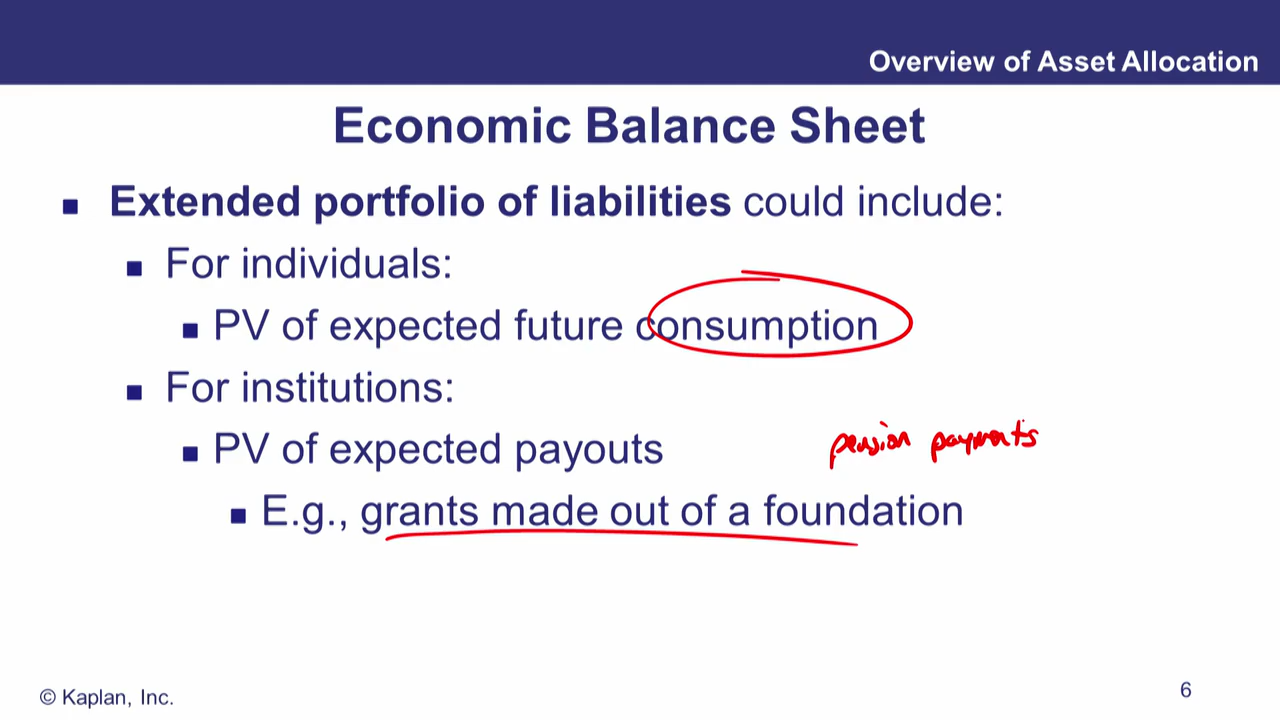 Overview of Asset Allocation
Economic Balance Sheet
Extended portfolio of liabilities could include:
For individuals:
PV of expected future consumption
For institutions:
PV of expected payouts
pension payments
E.g., grants made out of a foundation
© Kaplan, Inc.
6